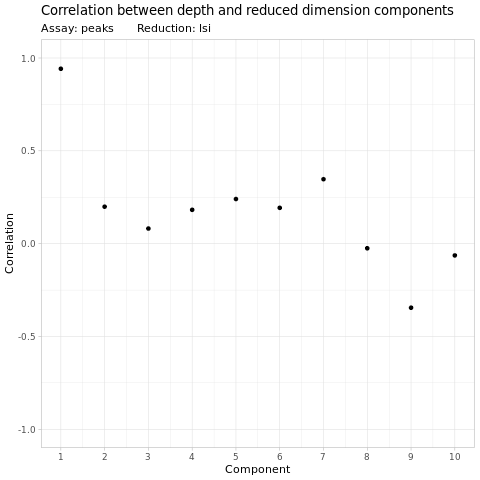 Correlation between depth and reduced dimension components
Assay: peaks Reduction: lsi
1.0
0.5
0.0
-0.5
-1.0
Correlation
1 2 3 4 5 6 7 8 9 10
Component